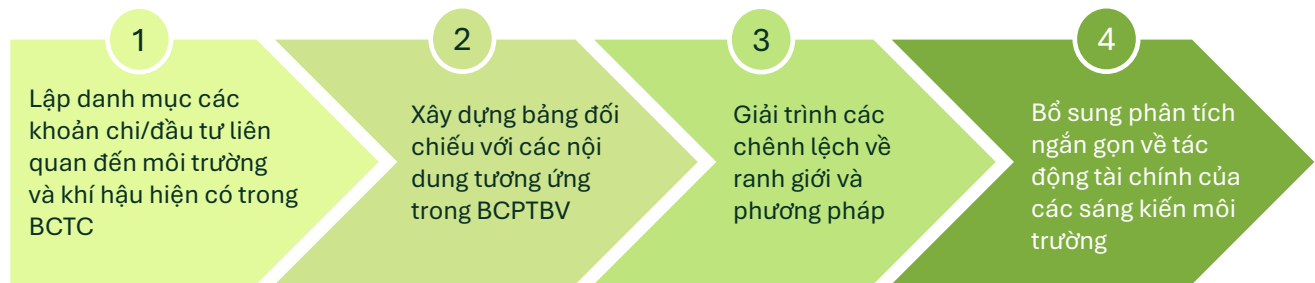 1
Lập danh mục các
khoản chi/đầu tư liên
quan đến môi trường
và khí hậu hiện có trong
BCTC
2
Xây dựng bảng đối
chiếu với các nội
dung tương ứng
trong BCPTBV
3
Giải trình các
chênh lệch về
ranh giới và
phương pháp
4
Bổ sung phân tích
ngắn gọn về tác
động tài chính của
các sáng kiến môi
trường